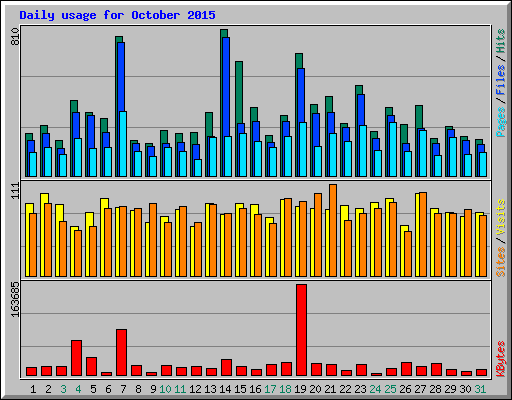 Daily usage for October 2015
810
Pages / Files / Hits
111
Sites / Visits
163685
KBytes
1 2 3 4 5 6 7 8 9 10 11 12 13 14 15 16 17 18 19 20 21 22 23 24 25 26 27 28 29 30 31